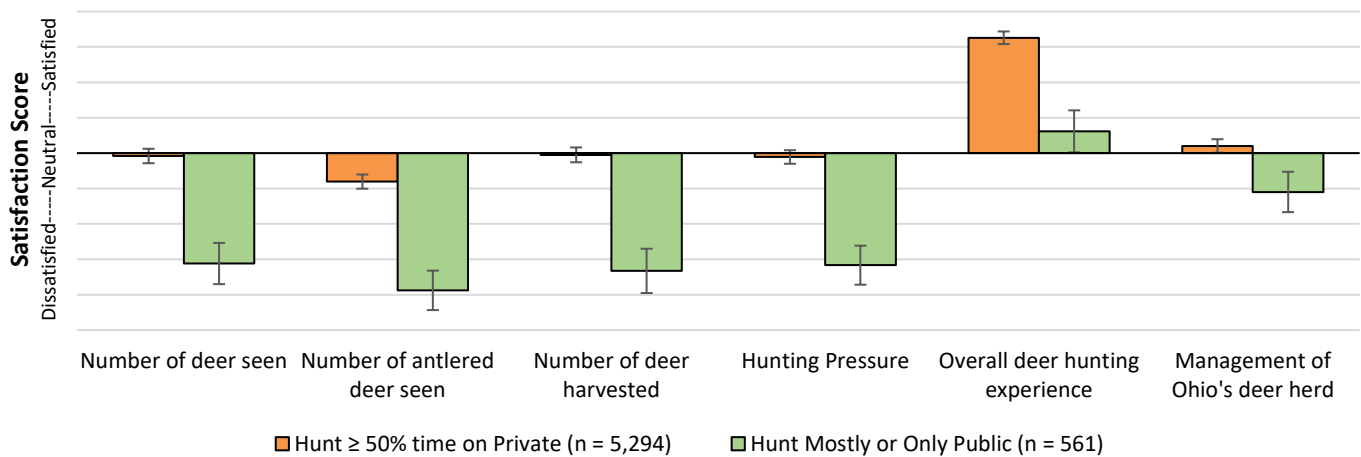 Satisfaction Score
Dissatisfied-----Neutral-----Satisfied
Number of deer seen
Number of antlered
deer seen
Number of deer
harvested
Hunting Pressure
Overall deer hunting
experience
Management of
Ohio's deer herd
Hunt ≥ 50% time on Private (n = 5,294)
Hunt Mostly or Only Public (n = 561)